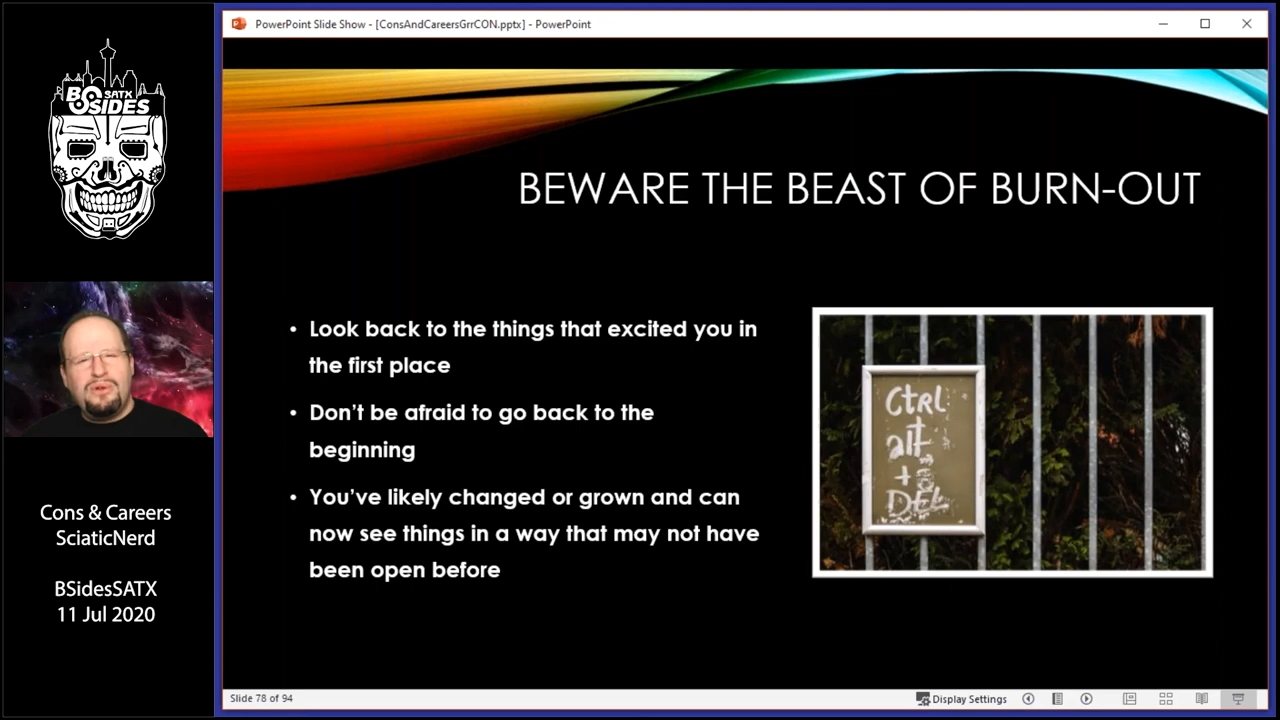 PowerPoint Slide Show - [ConsAndCareersGrrCON.pptx] - PowerPoint
BSIDES
SATX
BEWARE THE BEAST OF BURN-OUT
• Look back to the things that excited you in
the first place
• Don’t be afraid to go back to the
beginning
• You’ve likely changed or grown and can
now see things in a way that may not have
been open before
Ctrl
alt
+
DEL
Cons & Careers
SciaticNerd
BSidesSATX
11 Jul 2020
Slide 78 of 94
Display Settings